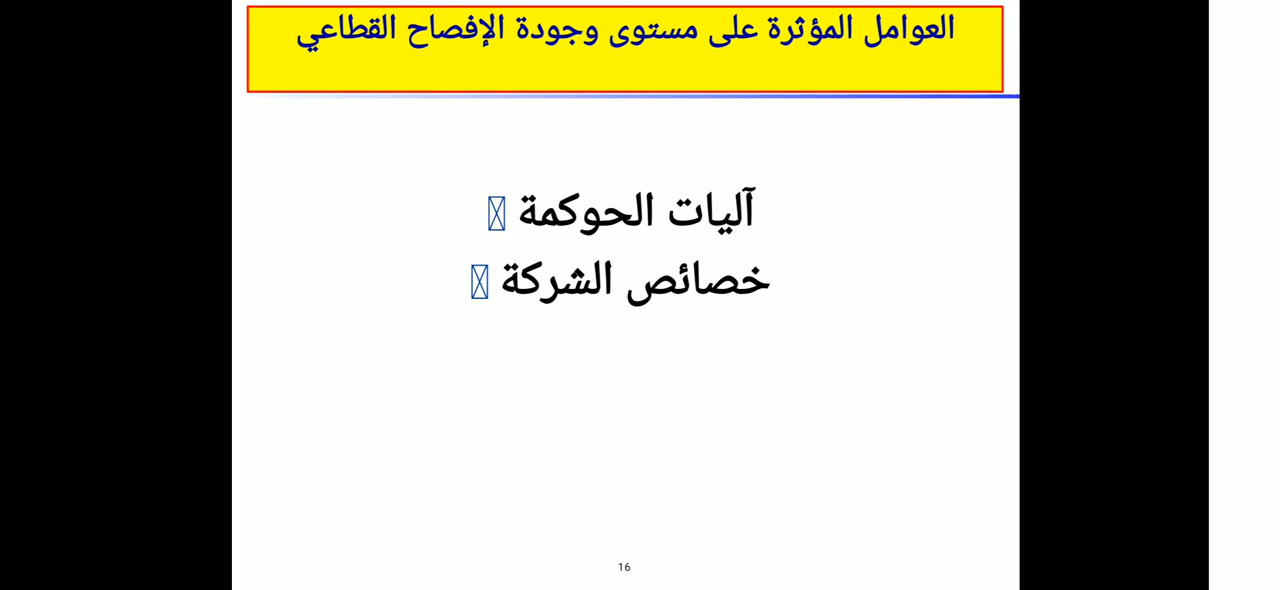 العوامل المؤثرة على مستوى وجودة الإفصاح القطاعي
آليات الحوكمة
خصائص الشركة
16